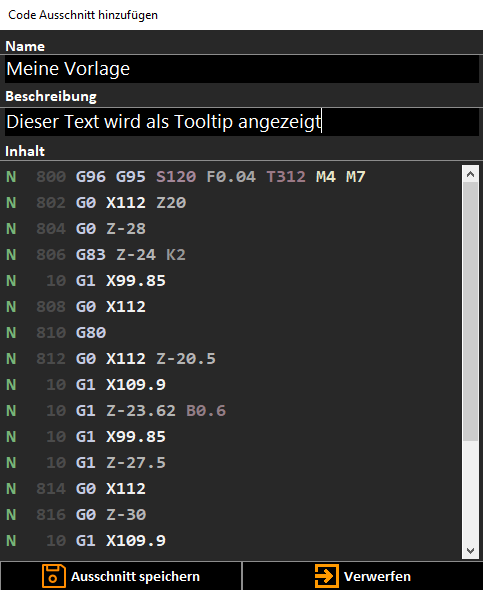 Code Ausschnitt hinzufügen
Name
Meine Vorlage
Beschreibung
Dieser Text wird als Tooltip angezeigt
Inhalt
N 800 G96 G95 S120 F0.04 T312 M4 M7
N 802 G0 X112 Z20
N 804 G0 Z-28
N 806 G83 Z-24 K2
N 10 G1 X99.85
N 808 G0 X112
N 810 G80
N 812 G0 X112 Z-20.5
N 10 G1 X109.9
N 10 G1 Z-23.62 B0.6
N 10 G1 X99.85
N 10 G1 Z-27.5
N 814 G0 X112
N 816 G0 Z-30
N 10 G1 X109.9
Ausschnitt speichern Verwerfen